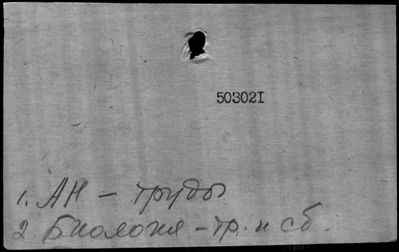 503021
1. АН – труды
2 Биология – тр. и сб.